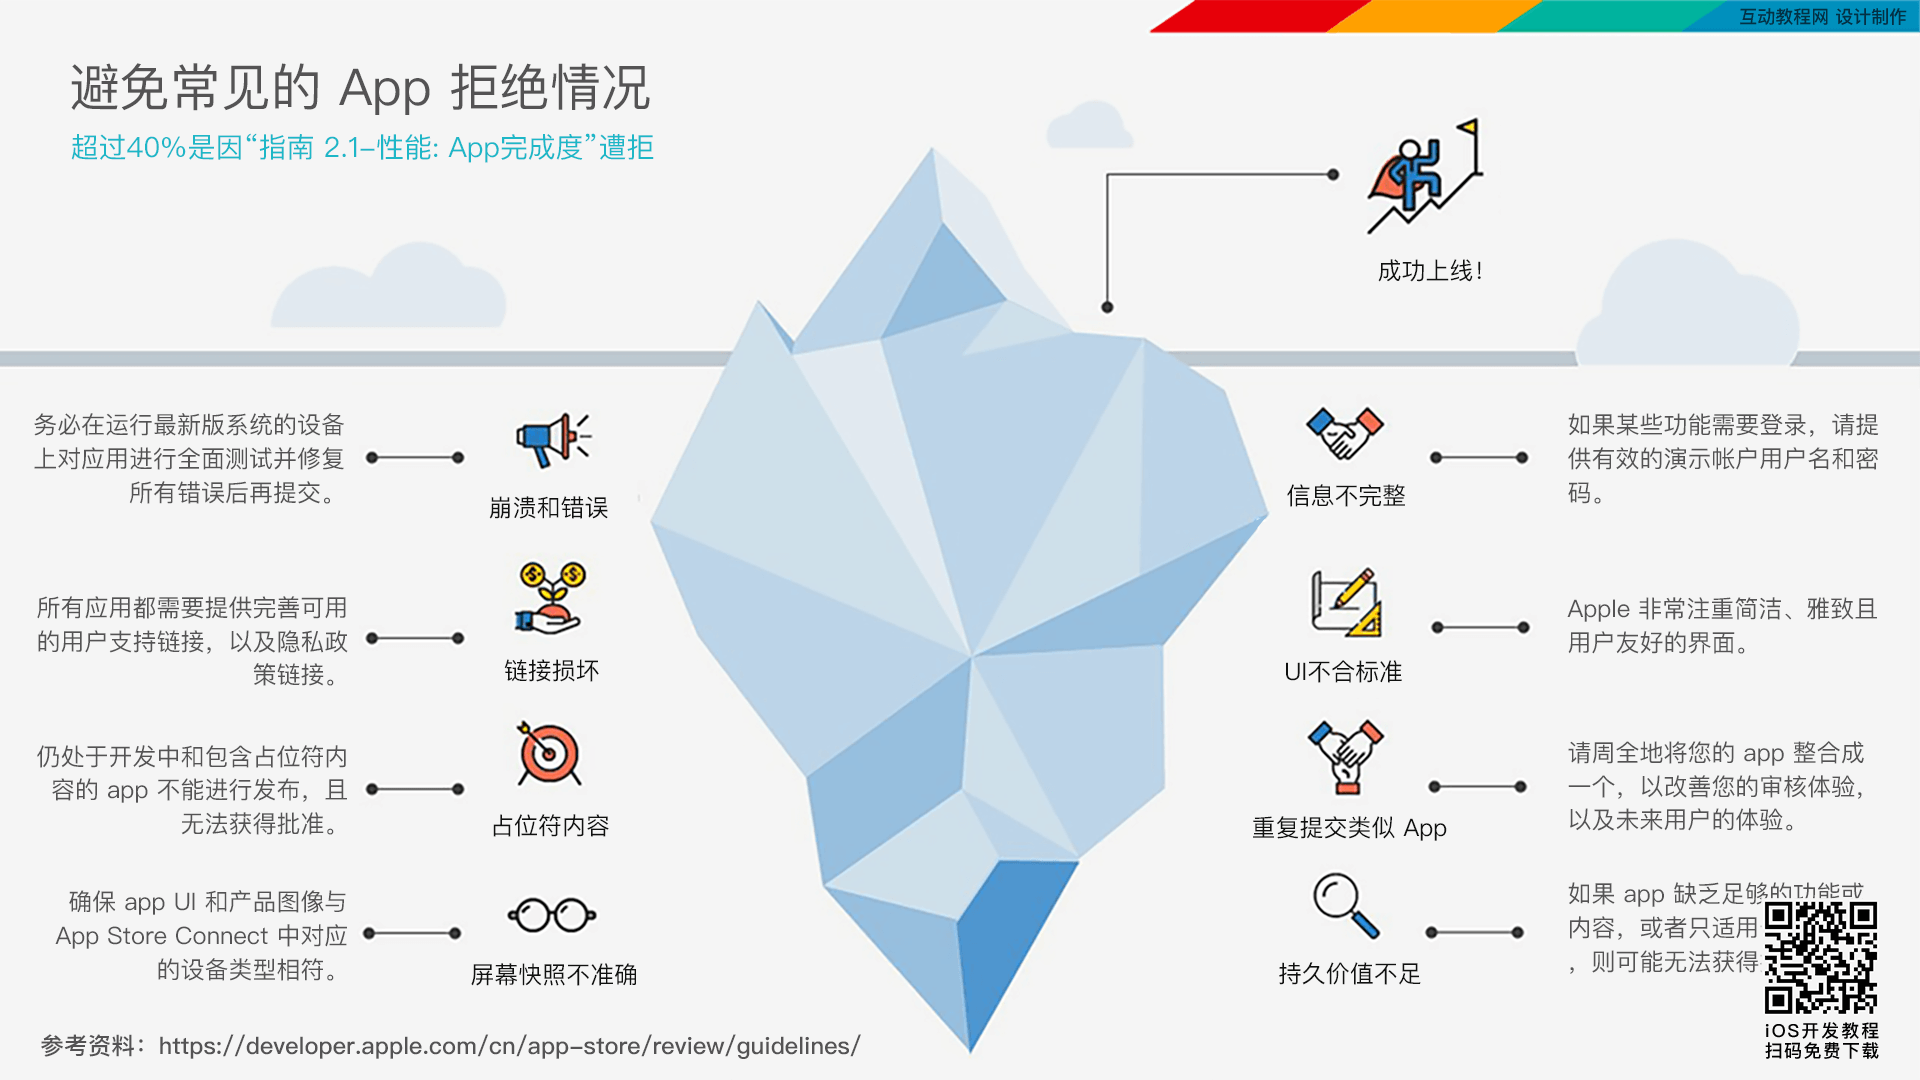 互动教程网 设计制作
避免常见的 App 拒绝情况
超过40%是因“指南 2.1-性能: App完成度”遭拒
成功上线!
务必在运行最新版系统的设备
上对应用进行全面测试并修复
所有错误后再提交。
崩溃和错误
所有应用都需要提供完善可用
的用户支持链接，以及隐私政
策链接。
链接损坏
仍处于开发中和包含占位符内
容的 app 不能进行发布，且
无法获得批准。
占位符内容
确保 app UI 和产品图像与
App Store Connect 中对应
的设备类型相符。
屏幕快照不准确
信息不完整
如果某些功能需要登录，请提
供有效的演示帐户用户名和密
码。
UI不合标准
Apple 非常注重简洁、雅致且
用户友好的界面。
重复提交类似 App
请周全地将您的 app 整合成
一个，以改善您的审核体验，
以及未来用户的体验。
持久价值不足
如果 app 缺乏足够的功能或
内容，或者只适用
，则可能无法获得
iOS开发教程
扫码免费下载
参考资料：https://developer.apple.com/cn/app-store/review/guidelines/